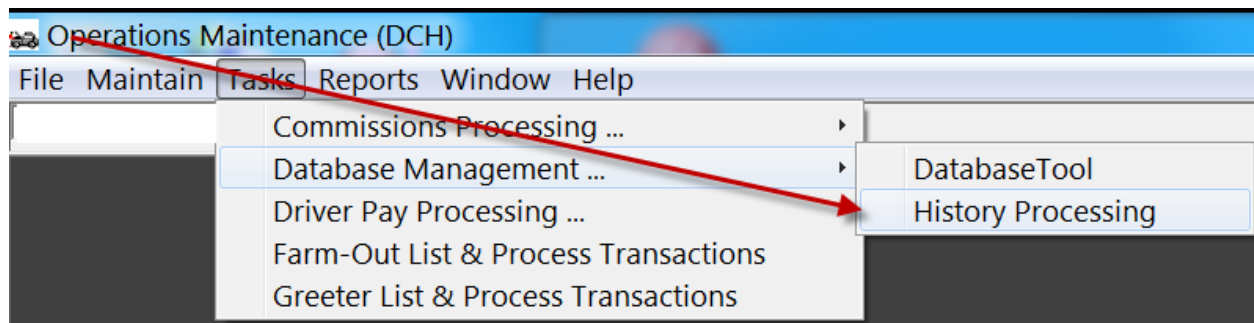 Operations Maintenance (DCH)
File Maintain Tasks Reports Window Help
Commissions Processing ...
Database Management ...
DatabaseTool
Driver Pay Processing ...
History Processing
Farm-Out List & Process Transactions
Greeter List & Process Transactions